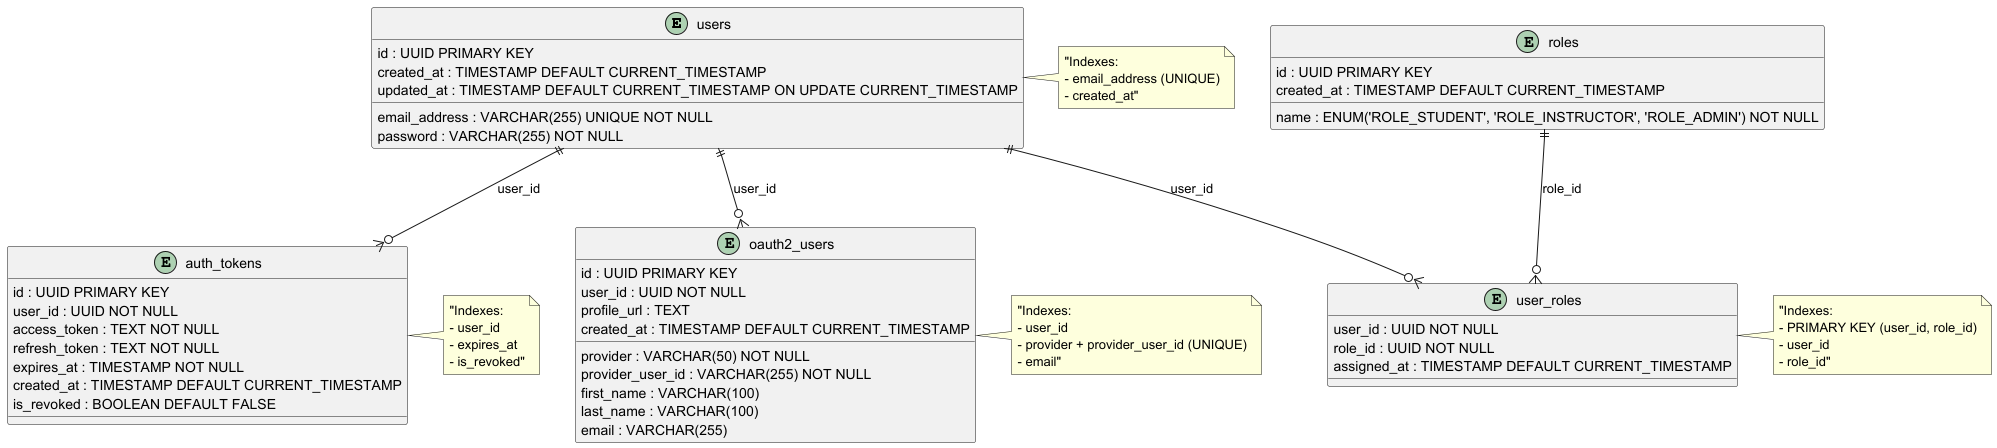 E users
id : UUID PRIMARY KEY
created_at : TIMESTAMP DEFAULT CURRENT_TIMESTAMP
updated_at : TIMESTAMP DEFAULT CURRENT_TIMESTAMP ON UPDATE CURRENT_TIMESTAMP
email_address : VARCHAR(255) UNIQUE NOT NULL
password : VARCHAR(255) NOT NULL
"Indexes:
- email_address (UNIQUE)
- created_at"
E roles
id : UUID PRIMARY KEY
created_at : TIMESTAMP DEFAULT CURRENT_TIMESTAMP
name : ENUM('ROLE_STUDENT', 'ROLE_INSTRUCTOR', 'ROLE_ADMIN') NOT NULL
user_id
user_id
user_id
role_id
E auth_tokens
id : UUID PRIMARY KEY
user_id : UUID NOT NULL
access_token : TEXT NOT NULL
refresh_token : TEXT NOT NULL
expires_at : TIMESTAMP NOT NULL
created_at : TIMESTAMP DEFAULT CURRENT_TIMESTAMP
is_revoked : BOOLEAN DEFAULT FALSE
"Indexes:
- user_id
- expires_at
- is_revoked"
E oauth2_users
id : UUID PRIMARY KEY
user_id : UUID NOT NULL
profile_url : TEXT
created_at : TIMESTAMP DEFAULT CURRENT_TIMESTAMP
provider : VARCHAR(50) NOT NULL
provider_user_id : VARCHAR(255) NOT NULL
first_name : VARCHAR(100)
last_name : VARCHAR(100)
email : VARCHAR(255)
"Indexes:
- user_id
- provider + provider_user_id (UNIQUE)
- email"
E user_roles
user_id : UUID NOT NULL
role_id : UUID NOT NULL
assigned_at : TIMESTAMP DEFAULT CURRENT_TIMESTAMP
"Indexes:
- PRIMARY KEY (user_id, role_id)
- user_id
- role_id"